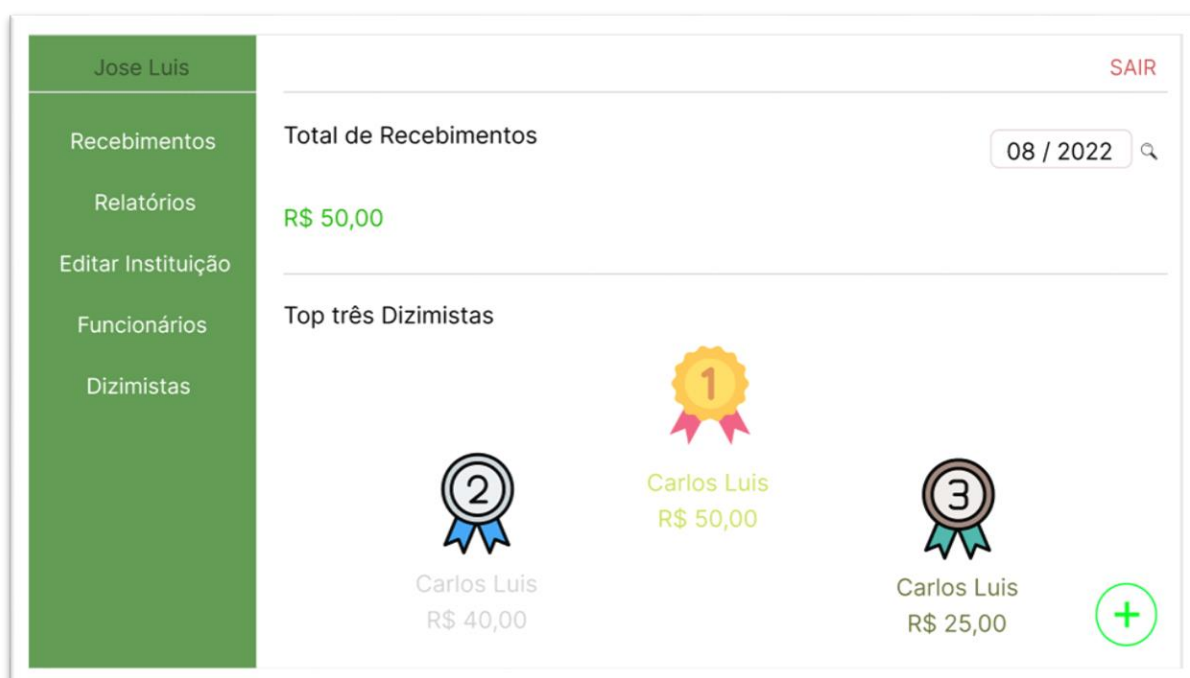 Jose Luis
SAIR
Recebimentos
Relatórios
Editar Instituição
Funcionários
Dizimistas
Total de Recebimentos
08 / 2022
R$ 50,00
Top três Dizimistas
1
Carlos Luis
R$ 50,00
2
Carlos Luis
R$ 40,00
3
Carlos Luis
R$ 25,00
+